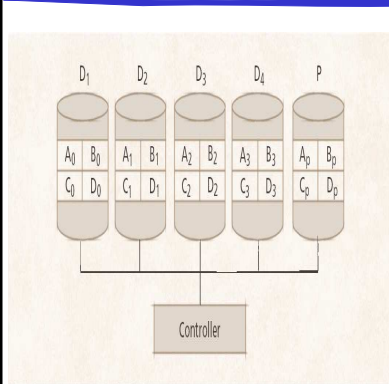 D₁ D₂ D₃ D₄ P
A₀ B₀ A₁ B₁ A₂ B₂ A₃ B₃ Aₚ Bₚ
C₀ D₀ C₁ D₁ C₂ D₂ C₃ D₃ Cₚ Dₚ
Controller